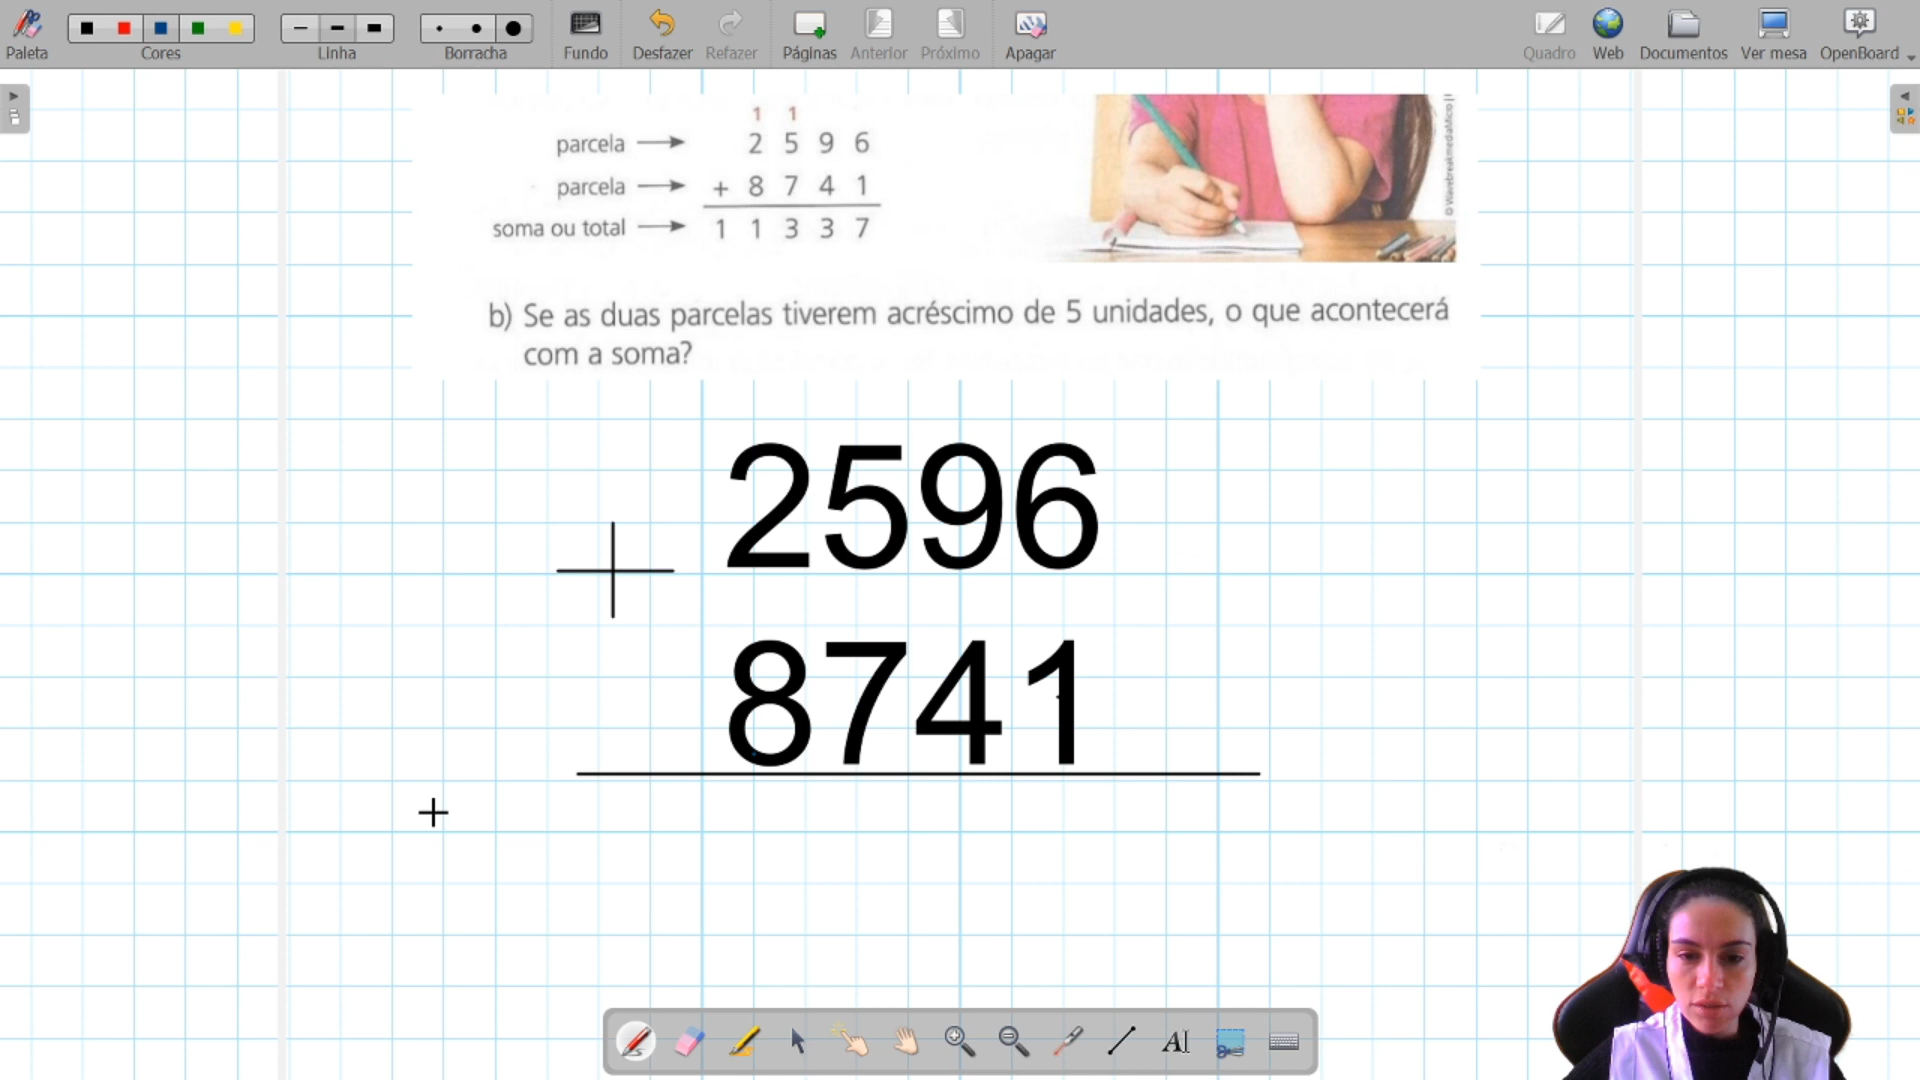 Paleta Cores Linha Borracha Fundo Desfazer Refazer Páginas Anterior Próximo Apagar Quadro Web Documentos Ver mesa OpenBoard
1 1
parcela → 2 5 9 6
parcela → + 8 7 4 1
soma ou total → 1 1 3 3 7
b) Se as duas parcelas tiverem acréscimo de 5 unidades, o que acontecerá
com a soma?
2596
+
8741